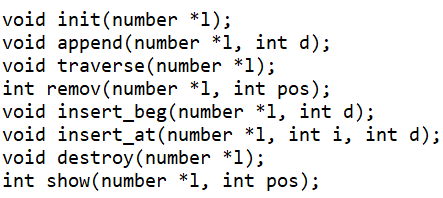 void init(number *l);
void append(number *l, int d);
void traverse(number *l);
int remov(number *l, int pos);
void insert_beg(number *l, int d);
void insert_at(number *l, int i, int d);
void destroy(number *l);
int show(number *l, int pos);